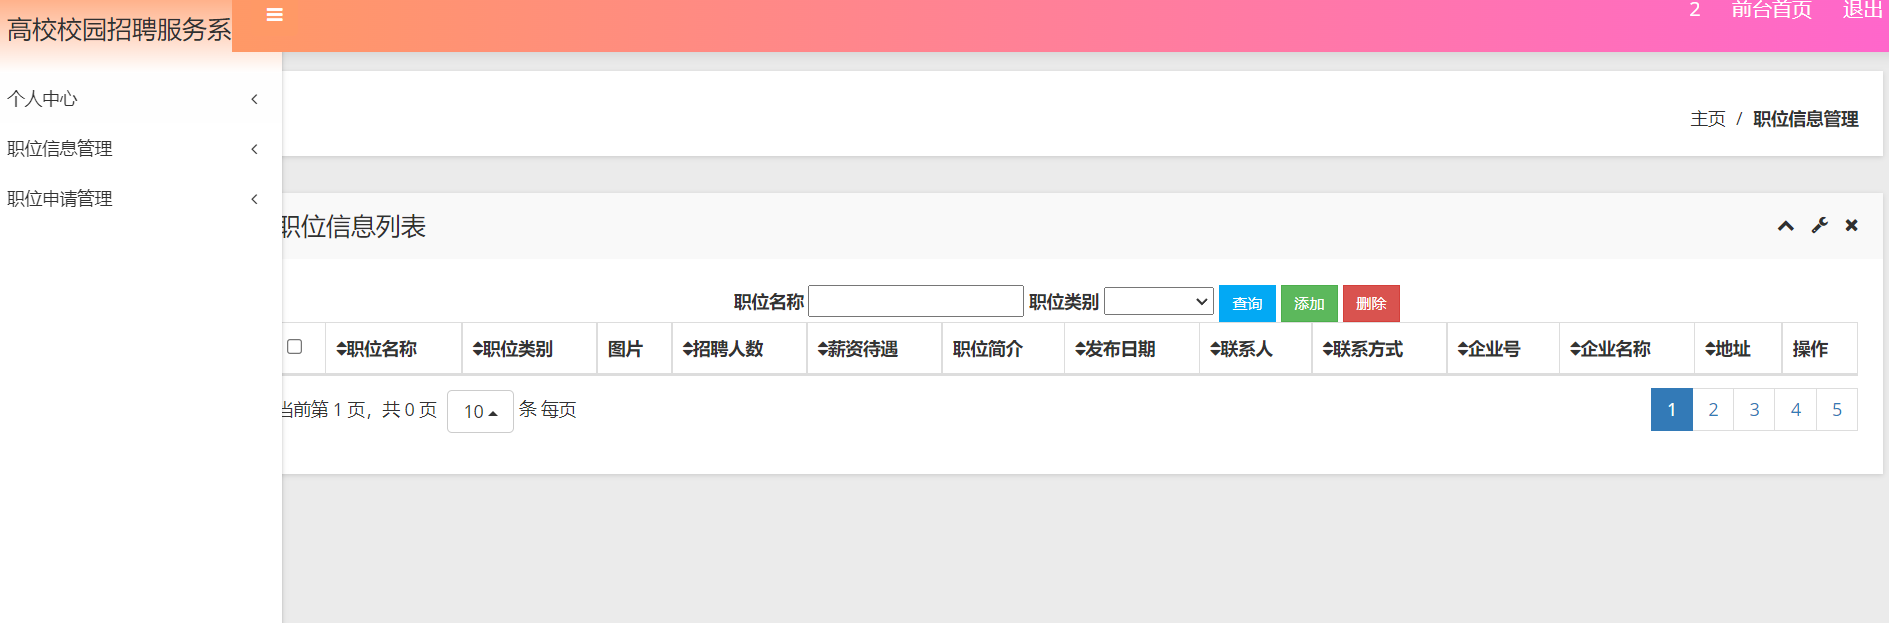 高校校园招聘服务系
2 前台首页 退出
个人中心
职位信息管理
职位申请管理
主页 / 职位信息管理
职位信息列表
职位名称 职位类别 查询 添加 删除
职位名称 职位类别 图片 招聘人数 薪资待遇 职位简介 发布日期 联系人 联系方式 企业号 企业名称 地址 操作
当前第 1 页，共 0 页 10 条 每页
1 2 3 4 5